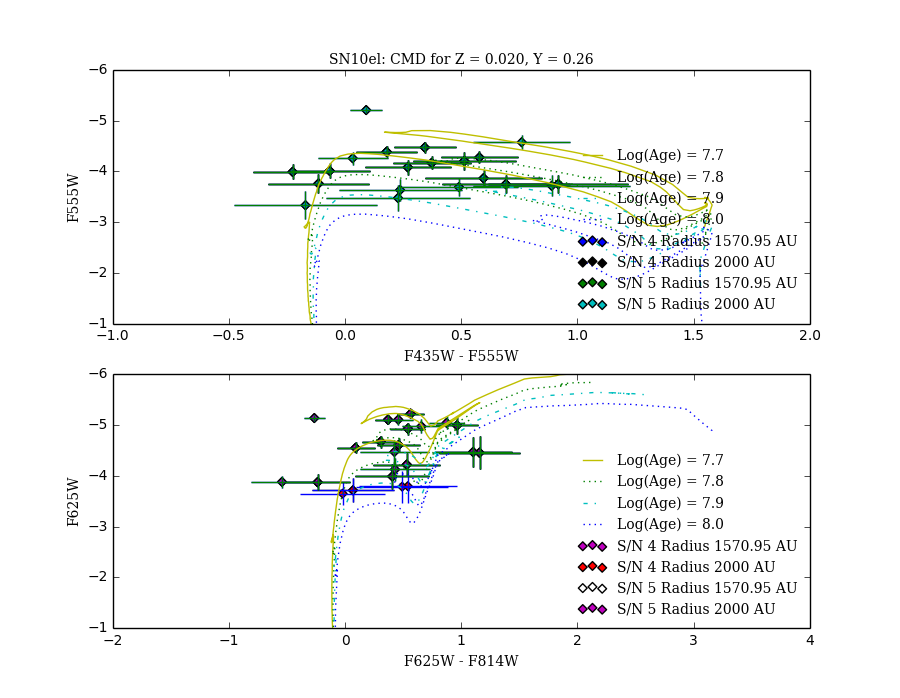 SN10el: CMD for Z = 0.020, Y = 0.26
−6
−5
−4
−3
−2
−1
F555W
Log(Age) = 7.7
Log(Age) = 7.8
Log(Age) = 7.9
Log(Age) = 8.0
S/N 4 Radius 1570.95 AU
S/N 4 Radius 2000 AU
S/N 5 Radius 1570.95 AU
S/N 5 Radius 2000 AU
−1.0 −0.5 0.0 0.5 1.0 1.5 2.0
F435W - F555W
−6
−5
−4
−3
−2
−1
F625W
Log(Age) = 7.7
Log(Age) = 7.8
Log(Age) = 7.9
Log(Age) = 8.0
S/N 4 Radius 1570.95 AU
S/N 4 Radius 2000 AU
S/N 5 Radius 1570.95 AU
S/N 5 Radius 2000 AU
−2 −1 0 1 2 3 4
F625W - F814W